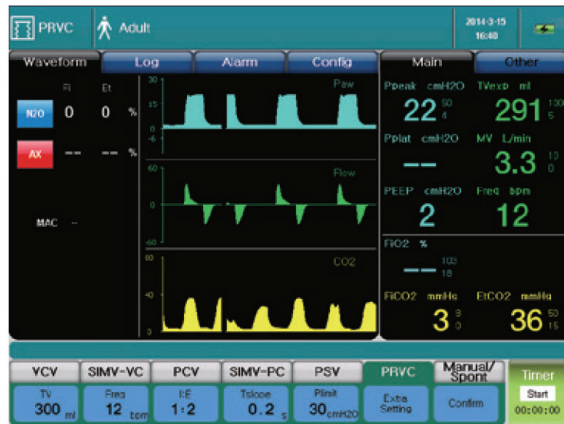 PRVC Adult 2014-3-15
16:40
Waveform Log Alarm Config Main Other
Fi Et
N2O 0 0 %
AX -- -- %
MAC --
30 Paw
15
0
-6
60 Flow
0
-60
80 CO2
40
0
Ppeak cmH2O TVexp ml
22 50 4 291 100 5
Pplat cmH2O MV L/min
-- 3.3 10 0
PEEP cmH2O Freq bpm
2 12
FiO2 %
-- 103 18
FiCO2 mmHg EtCO2 mmHg
3 8 0 36 50 15
VCV SIMV-VC PCV SIMV-PC PSV PRVC Manual/
Spont Timer
TV Freq I:E Tslope Plimit Extra
Setting Confirm Start
300 ml 12 bpm 1:2 0.2 s 30 cmH2O 00:00:00